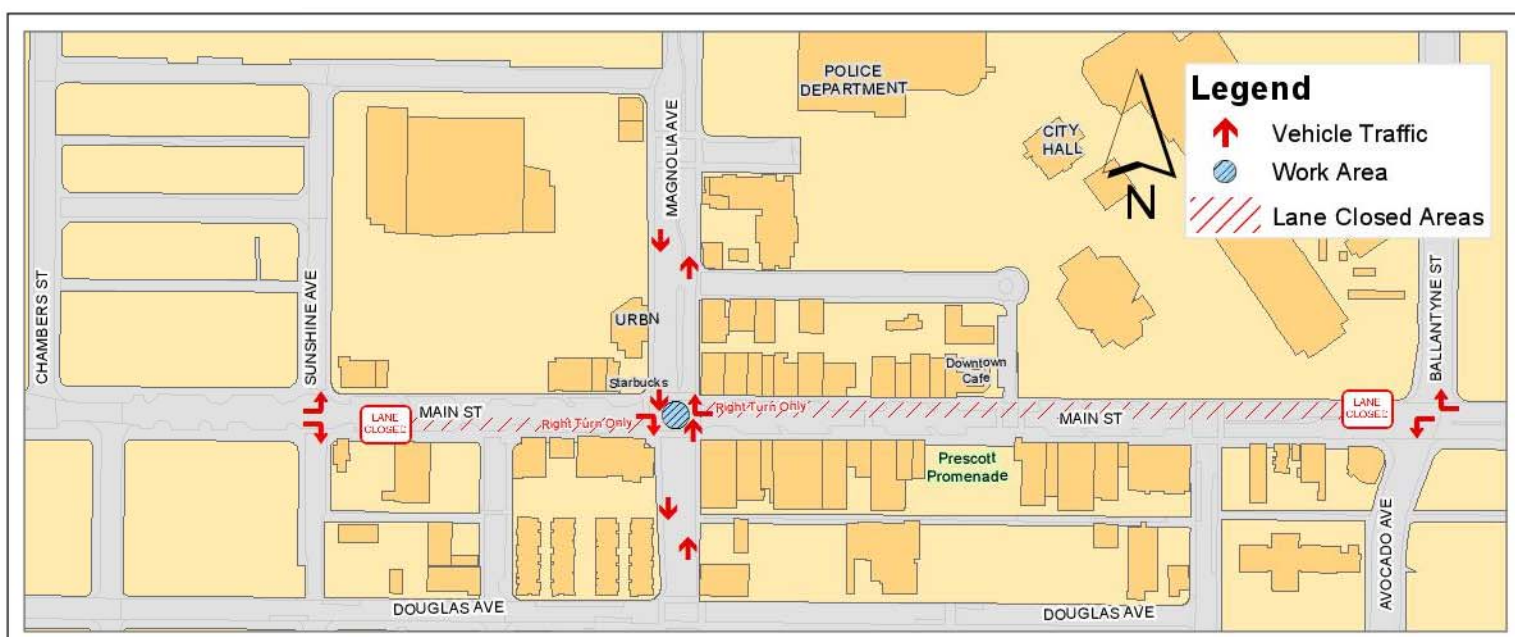 POLICE
DEPARTMENT
CITY
HALL
N
Legend
Vehicle Traffic
Work Area
Lane Closed Areas
CHAMBERS ST
SUNSHINE AVE
MAGNOLIA AVE
BALLANTYNE ST
URBN
Starbucks
Downtown
Cafe
LANE
CLOSED
MAIN ST
Right Turn Only
Right Turn Only
MAIN ST
LANE
CLOSED
Prescott
Promenade
DOUGLAS AVE
DOUGLAS AVE
AVOCADO AVE